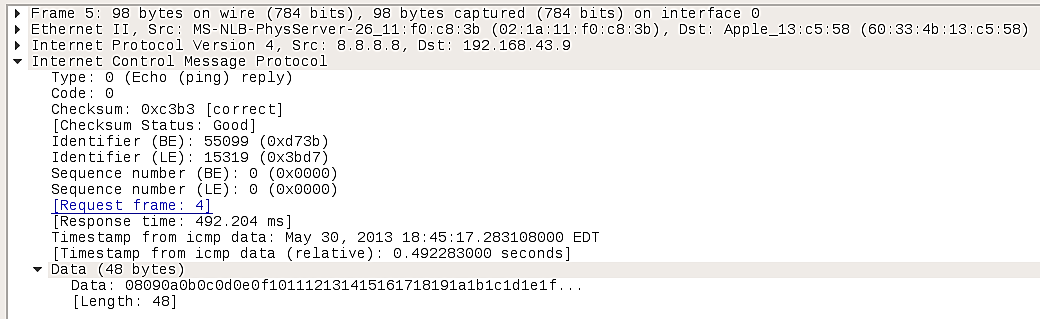 Frame 5: 98 bytes on wire (784 bits), 98 bytes captured (784 bits) on interface 0
Ethernet II, Src: MS-NLB-PhysServer-26_11:f0:c8:3b (02:1a:11:f0:c8:3b), Dst: Apple_13:c5:58 (60:33:4b:13:c5:58)
Internet Protocol Version 4, Src: 8.8.8.8, Dst: 192.168.43.9
Internet Control Message Protocol
Type: 0 (Echo (ping) reply)
Code: 0
Checksum: 0xc3b3 [correct]
[Checksum Status: Good]
Identifier (BE): 55099 (0xd73b)
Identifier (LE): 15319 (0x3bd7)
Sequence number (BE): 0 (0x0000)
Sequence number (LE): 0 (0x0000)
[Request frame: 4]
[Response time: 492.204 ms]
Timestamp from icmp data: May 30, 2013 18:45:17.283108000 EDT
[Timestamp from icmp data (relative): 0.492283000 seconds]
Data (48 bytes)
Data: 08090a0b0c0d0e0f101112131415161718191a1b1c1d1e1f...
[Length: 48]